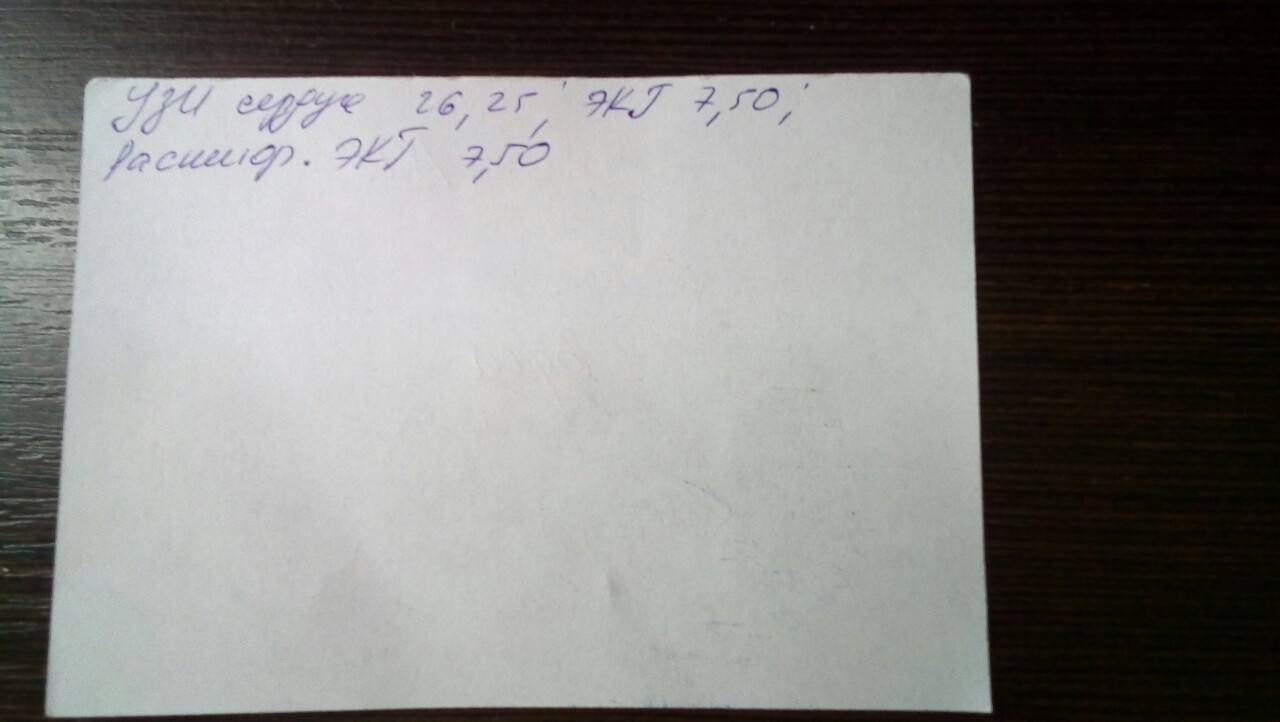 УЗИ сердца 26,25; ЭКГ 7,50;
Расшифр. ЭКГ 7,50